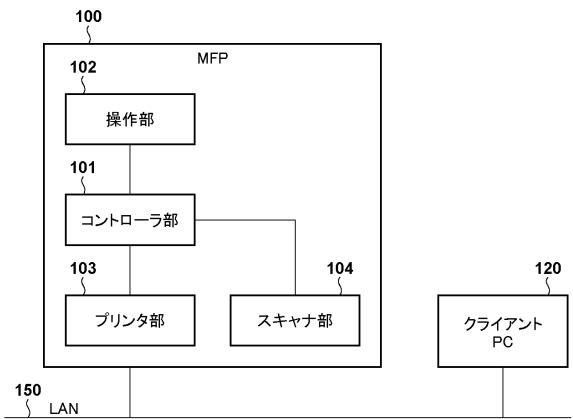 100
MFP
102
操作部
101
コントローラ部
103
プリンタ部
104
スキャナ部
120
クライアント
PC
150
LAN